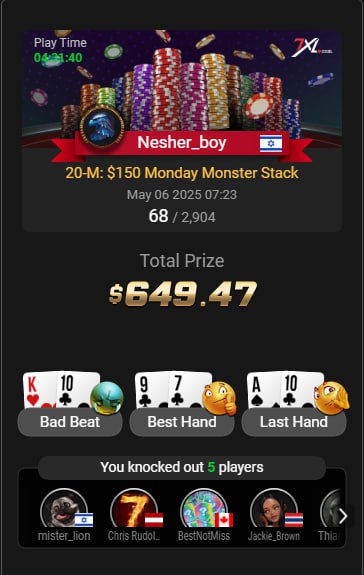 Play Time
04:21:40
7XL
Nesher_boy
20-M: $150 Monday Monster Stack
May 06 2025 07:23
68 / 2,904
Total Prize
$649.47
K 10 9 7 A 10
Bad Beat Best Hand Last Hand
You knocked out 5 players
mister_lion Chris Rudol.. BestNotMiss Jackie_Brown Thia